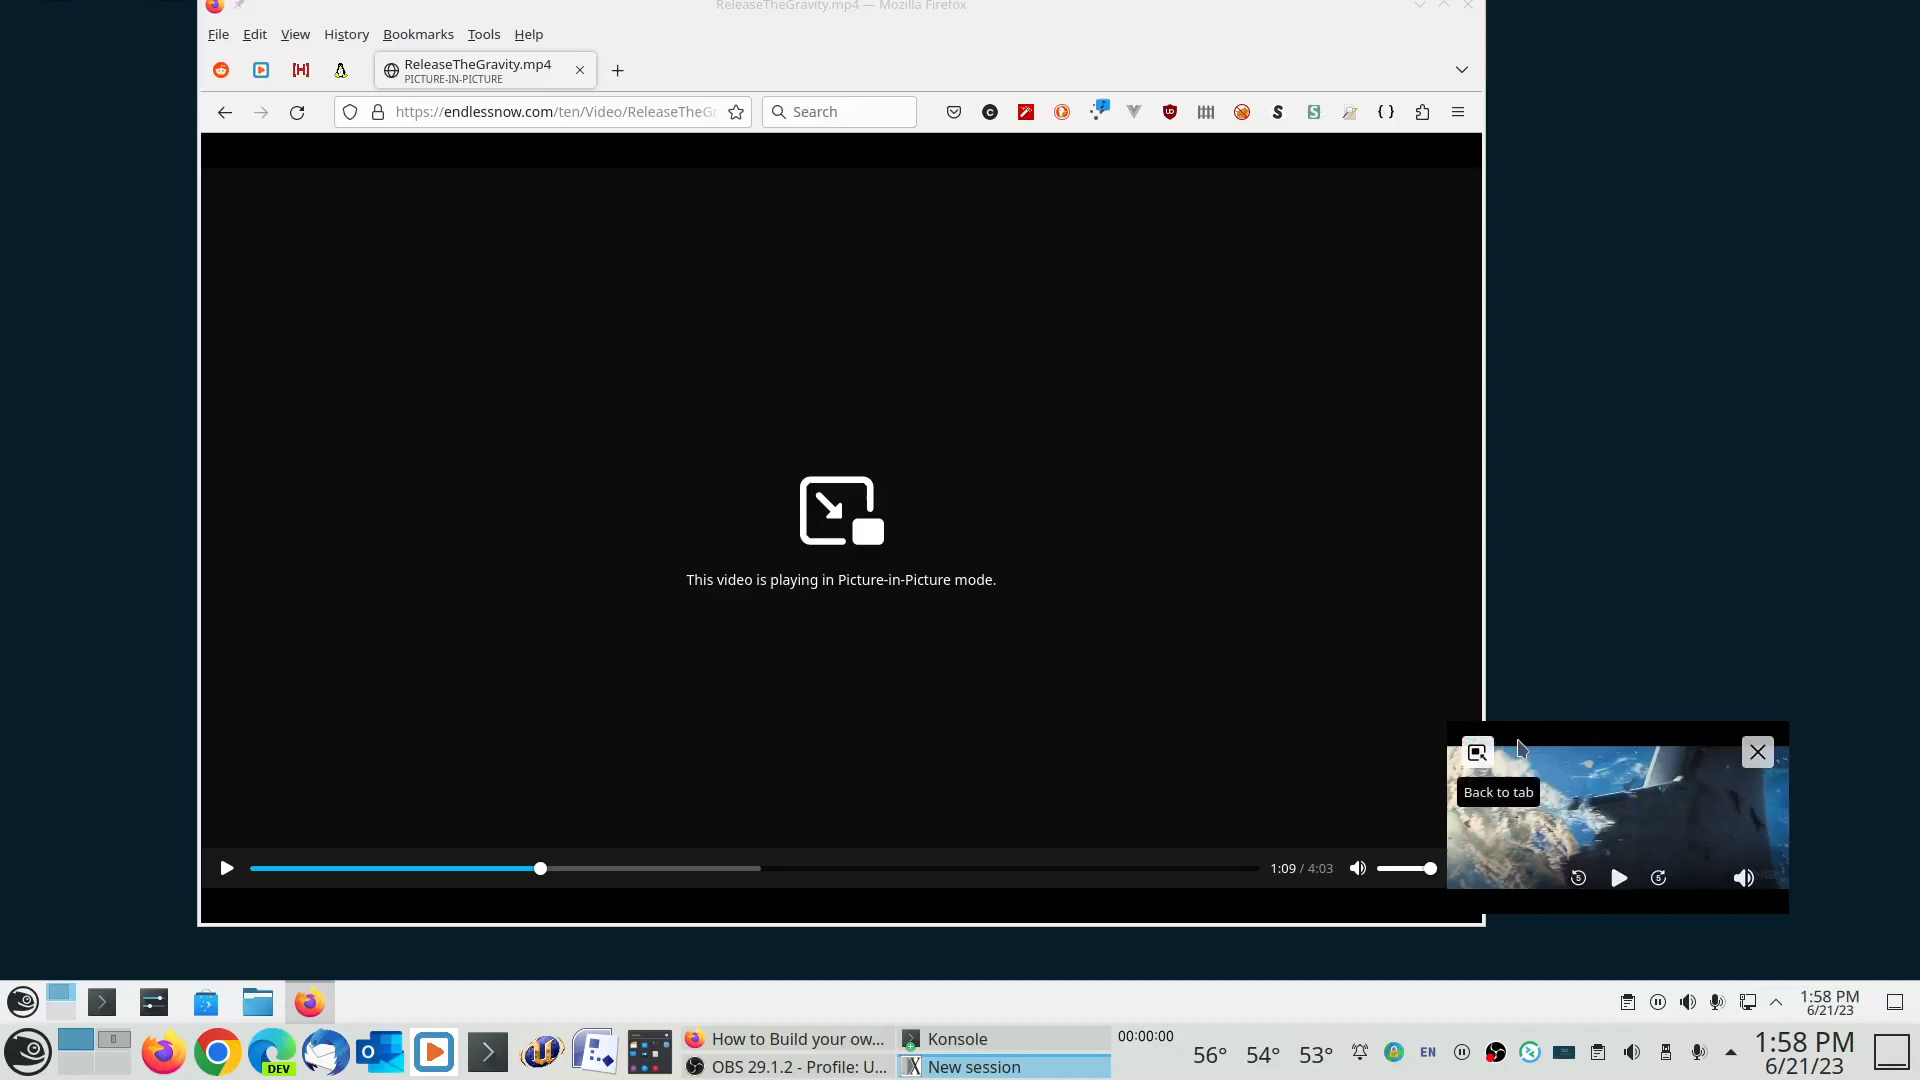 ReleaseTheGravity.mp4 — Mozilla Firefox
File Edit View History Bookmarks Tools Help
[H]
ReleaseTheGravity.mp4
PICTURE-IN-PICTURE
https://endlessnow.com/ten/Video/ReleaseTheGr
Search
This video is playing in Picture-in-Picture mode.
Back to tab
1:09 / 4:03
5
5
1:58 PM
6/21/23
How to Build your ow...
Konsole
00:00:00
56° 54° 53°
EN
1:58 PM
DEV
OBS 29.1.2 - Profile: U...
New session
6/21/23